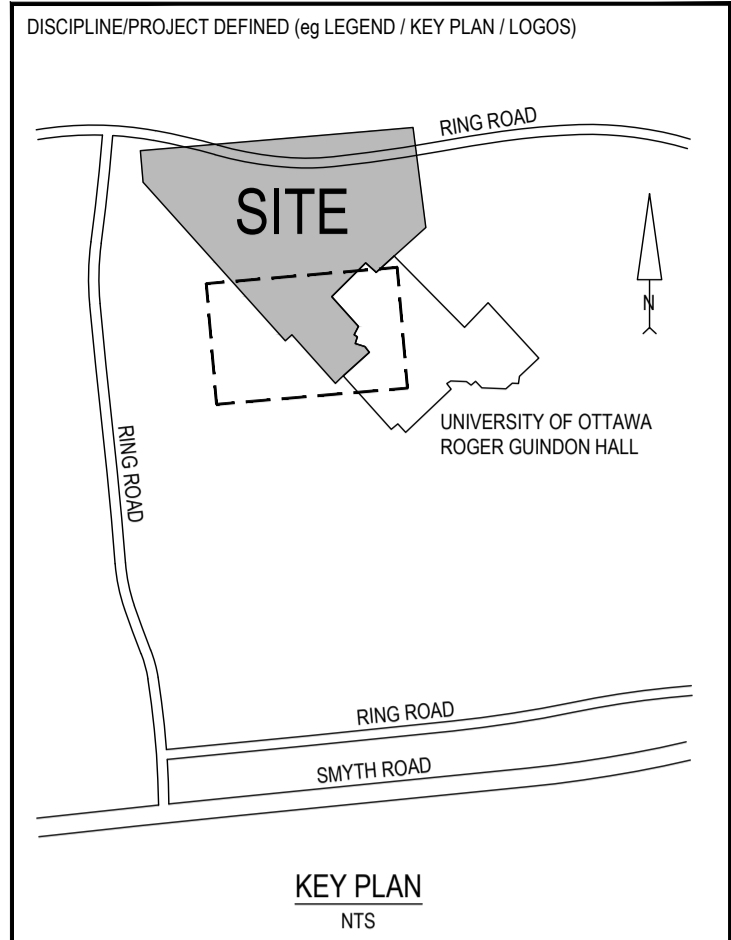 DISCIPLINE/PROJECT DEFINED (eg LEGEND / KEY PLAN / LOGOS)
RING ROAD
SITE
N
UNIVERSITY OF OTTAWA
ROGER GUINDON HALL
RING ROAD
RING ROAD
SMYTH ROAD
KEY PLAN
NTS